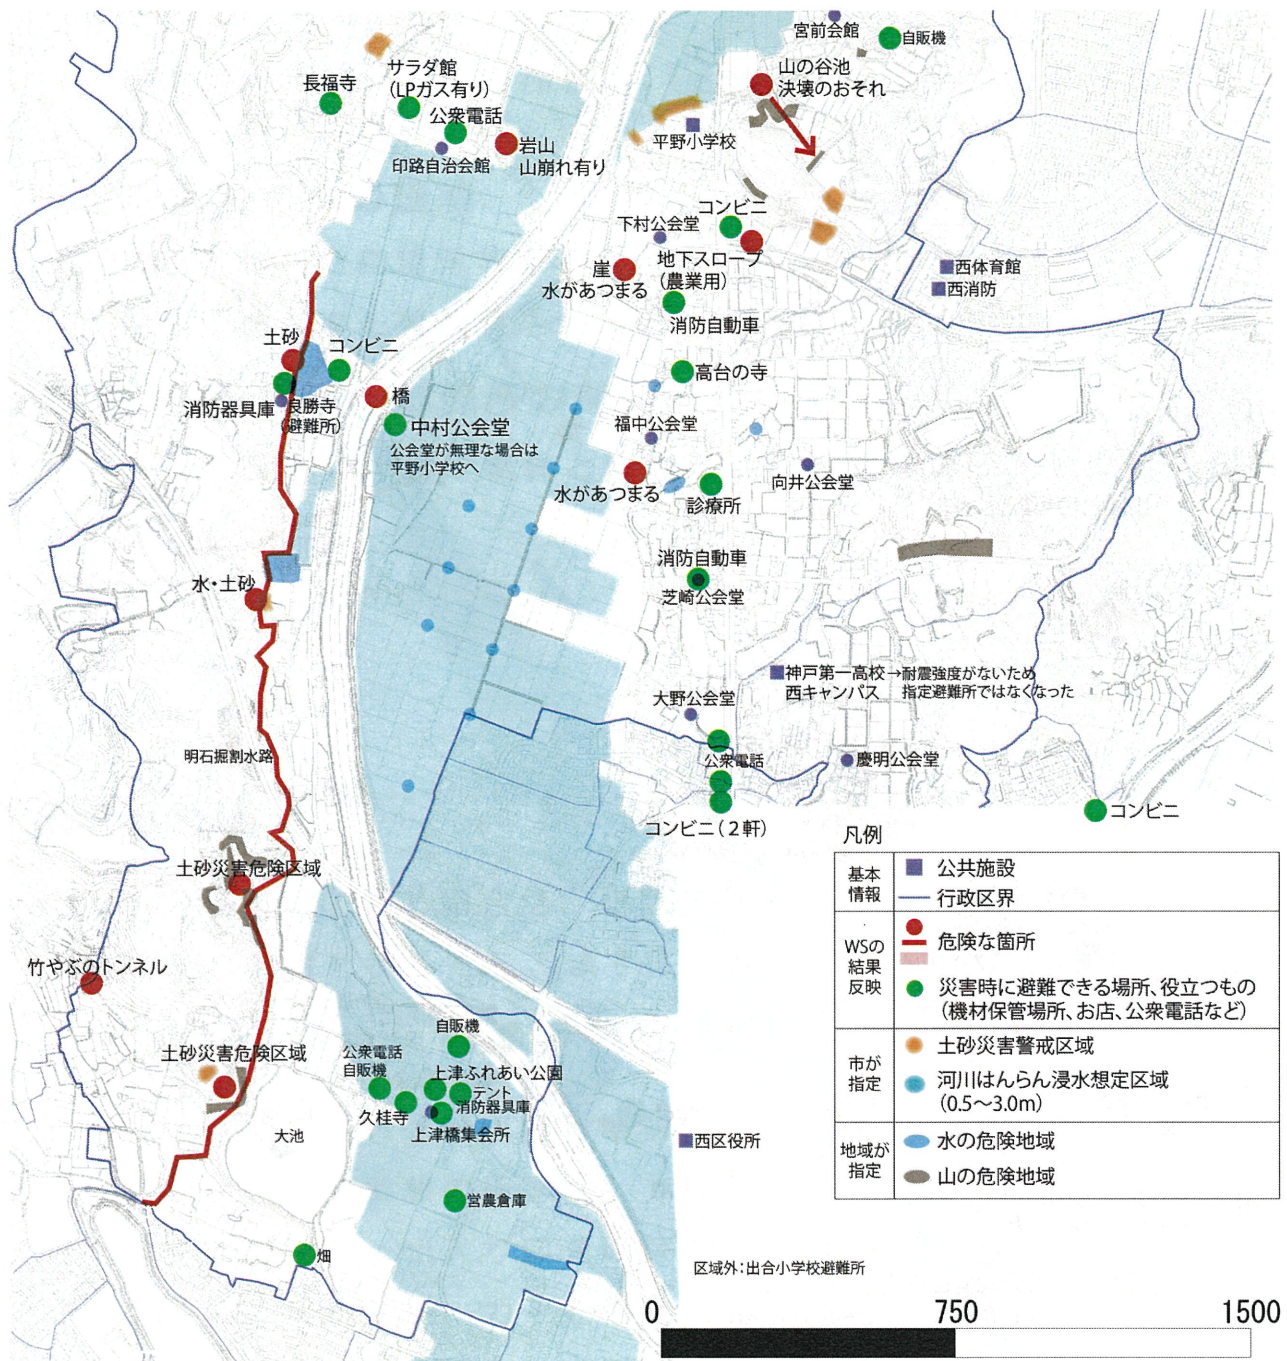 宮前会館
自販機
サラダ館
(LPガス有り)
長福寺
公衆電話
印路自治会館
岩山
山崩れ有り
山の谷池
決壊のおそれ
平野小学校
コンビニ
下村公会堂
地下スロープ
(農業用)
崖
水があつまる
消防自動車
西体育館
西消防
土砂
コンビニ
消防器具庫
良勝寺
(避難所)
橋
中村公会堂
公会堂が無理な場合は
平野小学校へ
高台の寺
福中公会堂
水があつまる
診療所
向井公会堂
水・土砂
消防自動車
芝崎公会堂
神戸第一高校→耐震強度がないため
西キャンパス 指定避難所ではなくなった
大野公会堂
公衆電話
慶明公会堂
コンビニ(2軒)
コンビニ
明石掘割水路
土砂災害危険区域
竹やぶのトンネル
土砂災害危険区域
大池
自販機
公衆電話
自販機
上津ふれあい公園
テント
消防器具庫
久桂寺
上津橋集会所
西区役所
営農倉庫
畑
区域外:出合小学校避難所
凡例
基本
情報
公共施設
行政区界
WSの
結果
反映
危険な箇所
災害時に避難できる場所、役立つもの
(機材保管場所、お店、公衆電話など)
市が
指定
土砂災害警戒区域
河川はんらん浸水想定区域
(0.5〜3.0m)
地域が
指定
水の危険地域
山の危険地域
0 750 1500